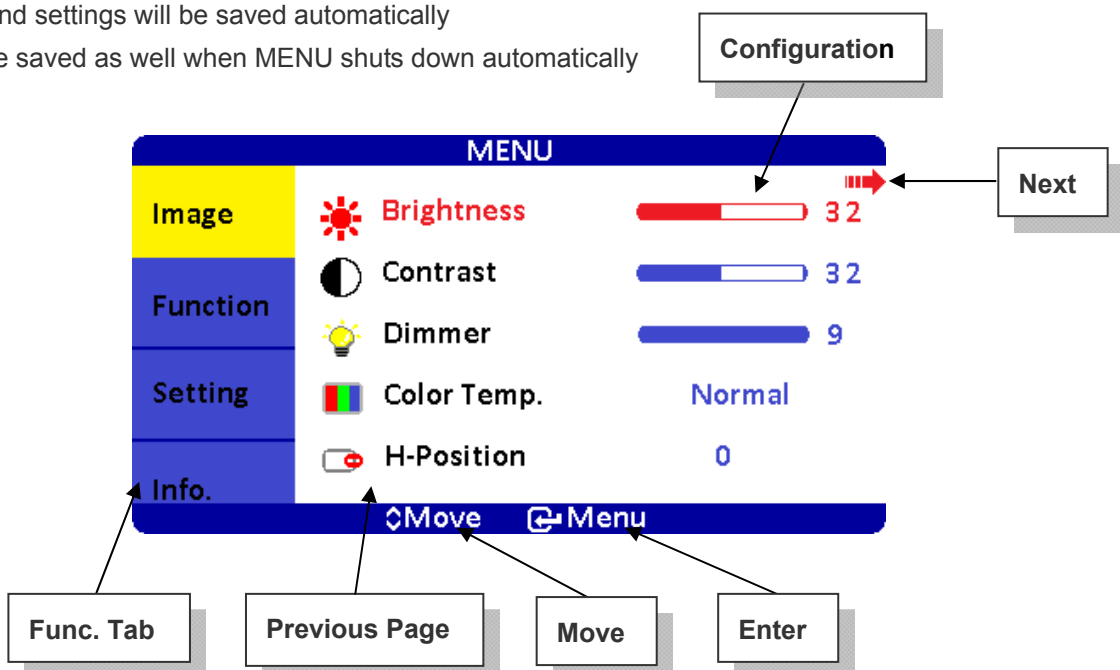 nd settings will be saved automatically
e saved as well when MENU shuts down automatically
Configuration
MENU
Next
Image
Brightness 32
Contrast 32
Function
Dimmer 9
Setting
Color Temp. Normal
H-Position 0
Info.
Move Menu
Func. Tab
Previous Page
Move
Enter